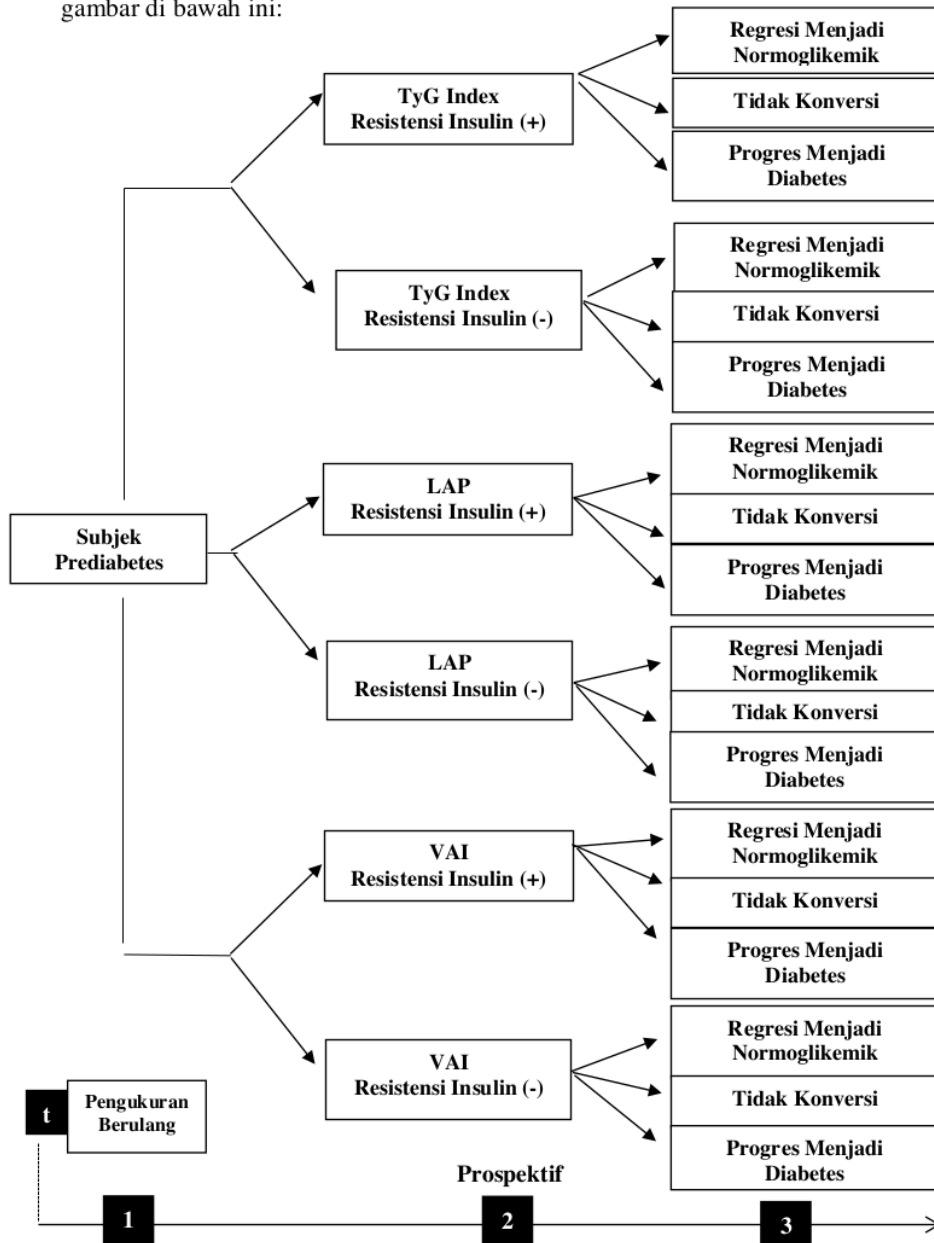 gambar di bawah ini:
Regresi Menjadi
Normoglikemik
TyG Index
Resistensi Insulin (+)
Tidak Konversi
Progres Menjadi
Diabetes
Regresi Menjadi
Normoglikemik
TyG Index
Resistensi Insulin (-)
Tidak Konversi
Progres Menjadi
Diabetes
Regresi Menjadi
Normoglikemik
LAP
Resistensi Insulin (+)
Tidak Konversi
Subjek
Prediabetes
Progres Menjadi
Diabetes
Regresi Menjadi
Normoglikemik
LAP
Resistensi Insulin (-)
Tidak Konversi
Progres Menjadi
Diabetes
Regresi Menjadi
Normoglikemik
VAI
Resistensi Insulin (+)
Tidak Konversi
Progres Menjadi
Diabetes
Regresi Menjadi
Normoglikemik
VAI
Resistensi Insulin (-)
Tidak Konversi
t
Pengukuran
Berulang
Progres Menjadi
Diabetes
Prospektif
1
2
3